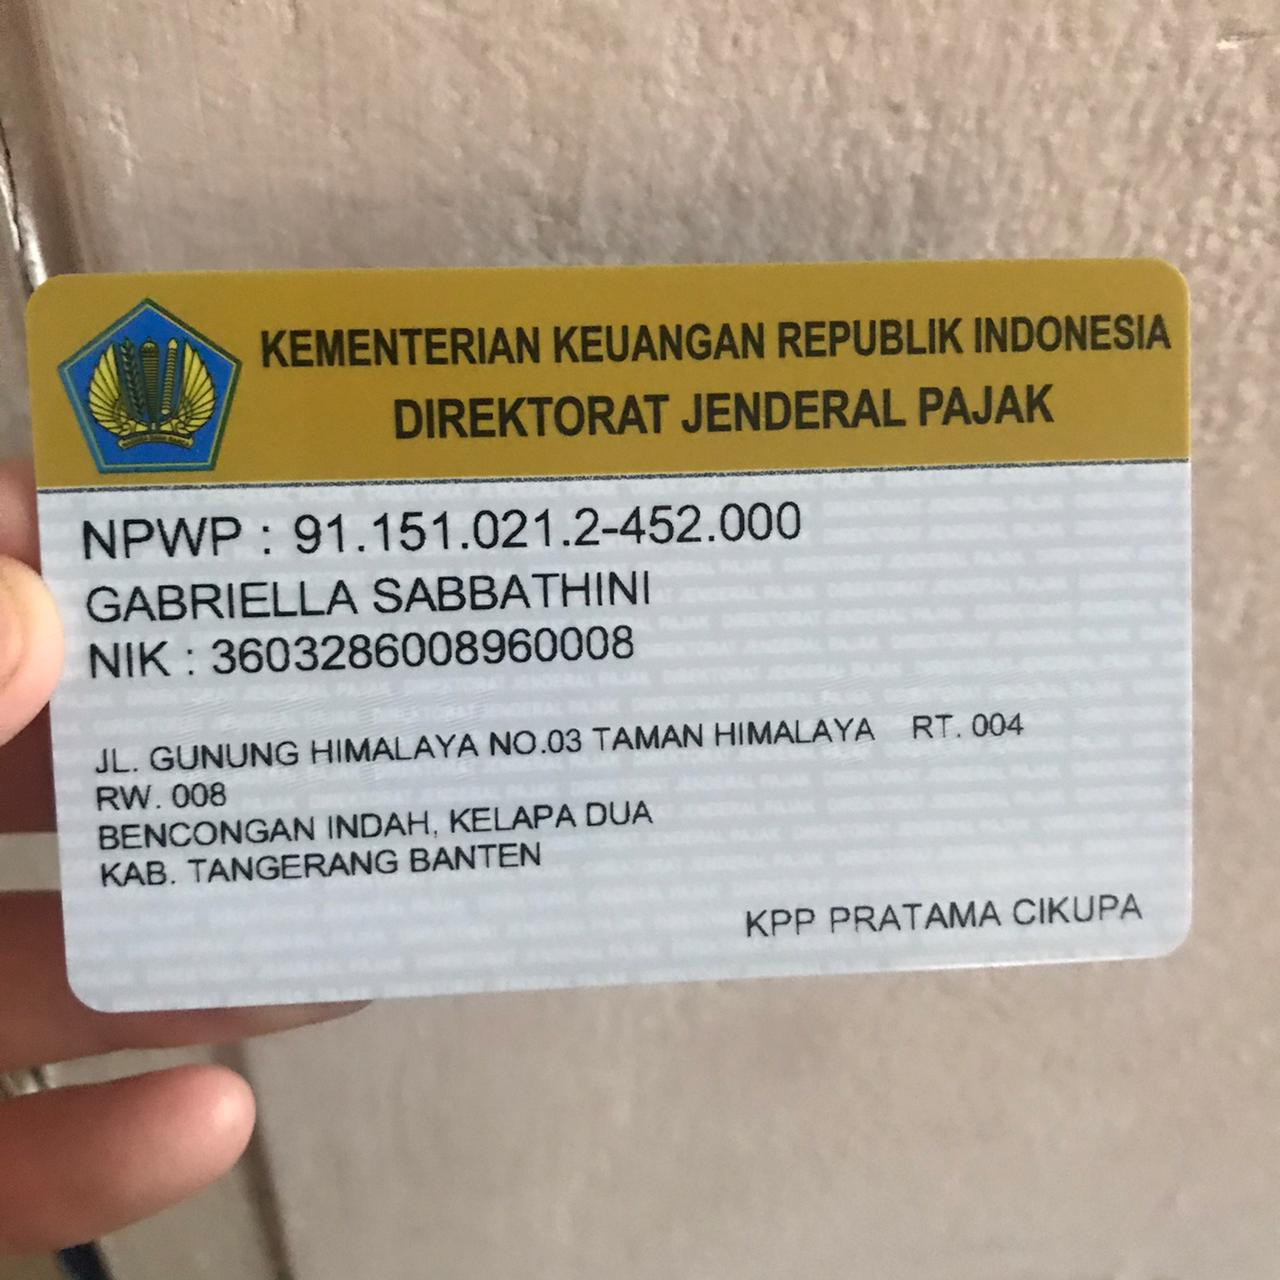 KEMENTERIAN KEUANGAN REPUBLIK INDONESIA
DIREKTORAT JENDERAL PAJAK
NPWP : 91.151.021.2-452.000
GABRIELLA SABBATHINI
NIK : 3603286008960008
JL. GUNUNG HIMALAYA NO.03 TAMAN HIMALAYA RT. 004
RW. 008
BENCONGAN INDAH, KELAPA DUA
KAB. TANGERANG BANTEN
KPP PRATAMA CIKUPA